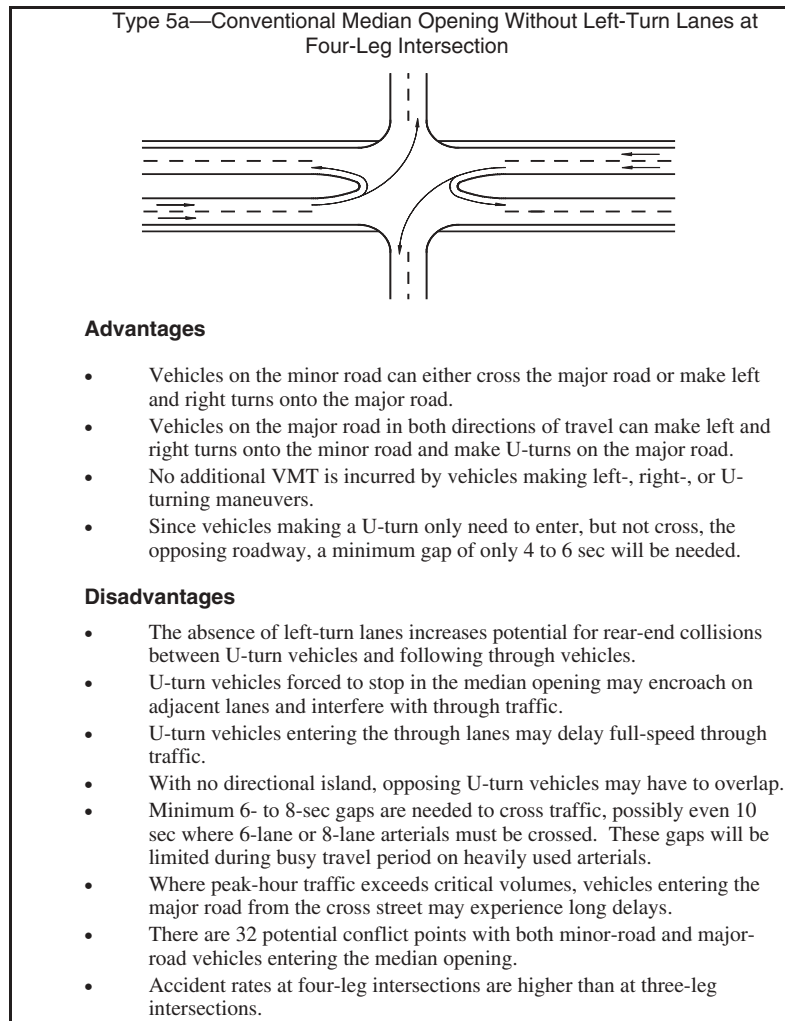 Type 5a—Conventional Median Opening Without Left-Turn Lanes at
Four-Leg Intersection
Advantages
• Vehicles on the minor road can either cross the major road or make left
and right turns onto the major road.
• Vehicles on the major road in both directions of travel can make left and
right turns onto the minor road and make U-turns on the major road.
• No additional VMT is incurred by vehicles making left-, right-, or U-
turning maneuvers.
• Since vehicles making a U-turn only need to enter, but not cross, the
opposing roadway, a minimum gap of only 4 to 6 sec will be needed.
Disadvantages
• The absence of left-turn lanes increases potential for rear-end collisions
between U-turn vehicles and following through vehicles.
• U-turn vehicles forced to stop in the median opening may encroach on
adjacent lanes and interfere with through traffic.
• U-turn vehicles entering the through lanes may delay full-speed through
traffic.
• With no directional island, opposing U-turn vehicles may have to overlap.
• Minimum 6- to 8-sec gaps are needed to cross traffic, possibly even 10
sec where 6-lane or 8-lane arterials must be crossed.  These gaps will be
limited during busy travel period on heavily used arterials.
• Where peak-hour traffic exceeds critical volumes, vehicles entering the
major road from the cross street may experience long delays.
• There are 32 potential conflict points with both minor-road and major-
road vehicles entering the median opening.
• Accident rates at four-leg intersections are higher than at three-leg
intersections.